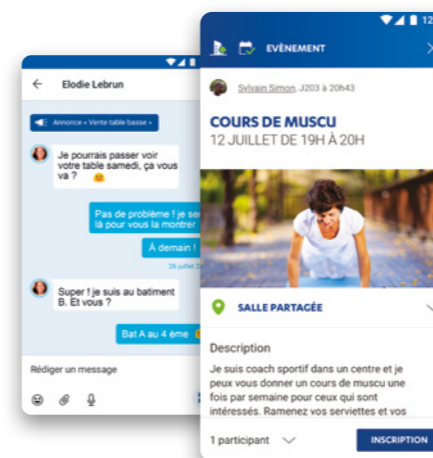 Elodie Lebrun
Annonce « Vente table basse »
Je pourrais passer voir
votre table samedi, ça vous
va ?
Pas de problème ! je
là pour vous la montrer
À demain !
26 juillet
Super ! je suis au batiment
B. Et vous ?
Bat A au 4 ème
Rédiger un message
12
EVÈNEMENT
Sylvain Simon, J203 à 20h43
COURS DE MUSCU
12 JUILLET DE 19H À 20H
SALLE PARTAGÉE
Description
Je suis coach sportif dans un centre et je
peux vous donner un cours de muscu une
fois par semaine pour ceux qui sont
intéressés. Ramenez vos serviettes et vos
1 participant
INSCRIPTION